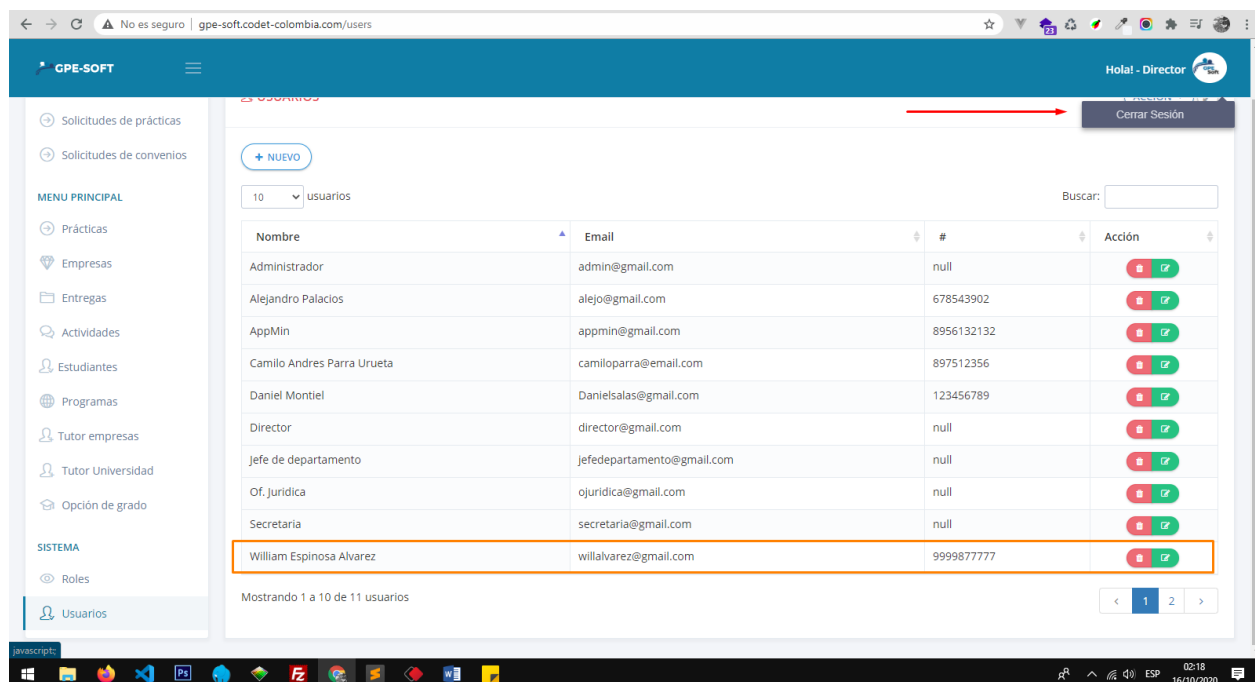 No es seguro | gpe-soft.codet-colombia.com/users
23
GPE-SOFT
Hola! - Director
USUARIOS
ACCIÓN
Cerrar Sesión
Solicitudes de prácticas
Solicitudes de convenios
MENU PRINCIPAL
Prácticas
Empresas
Entregas
Actividades
Estudiantes
Programas
Tutor empresas
Tutor Universidad
Opción de grado
SISTEMA
Roles
Usuarios
+ NUEVO
10 usuarios
Buscar:
Nombre Email # Acción
Administrador admin@gmail.com null
Alejandro Palacios alejo@gmail.com 678543902
AppMin appmin@gmail.com 8956132132
Camilo Andres Parra Urueta camiloparra@email.com 897512356
Daniel Montiel Danielsalas@gmail.com 123456789
Director director@gmail.com null
Jefe de departamento jefedepartamento@gmail.com null
Of. Juridica ojuridica@gmail.com null
Secretaria secretaria@gmail.com null
William Espinosa Alvarez willalvarez@gmail.com 9999877777
Mostrando 1 a 10 de 11 usuarios
< 1 2 >
javascript:;
Ps
ESP
02:18
16/10/2020